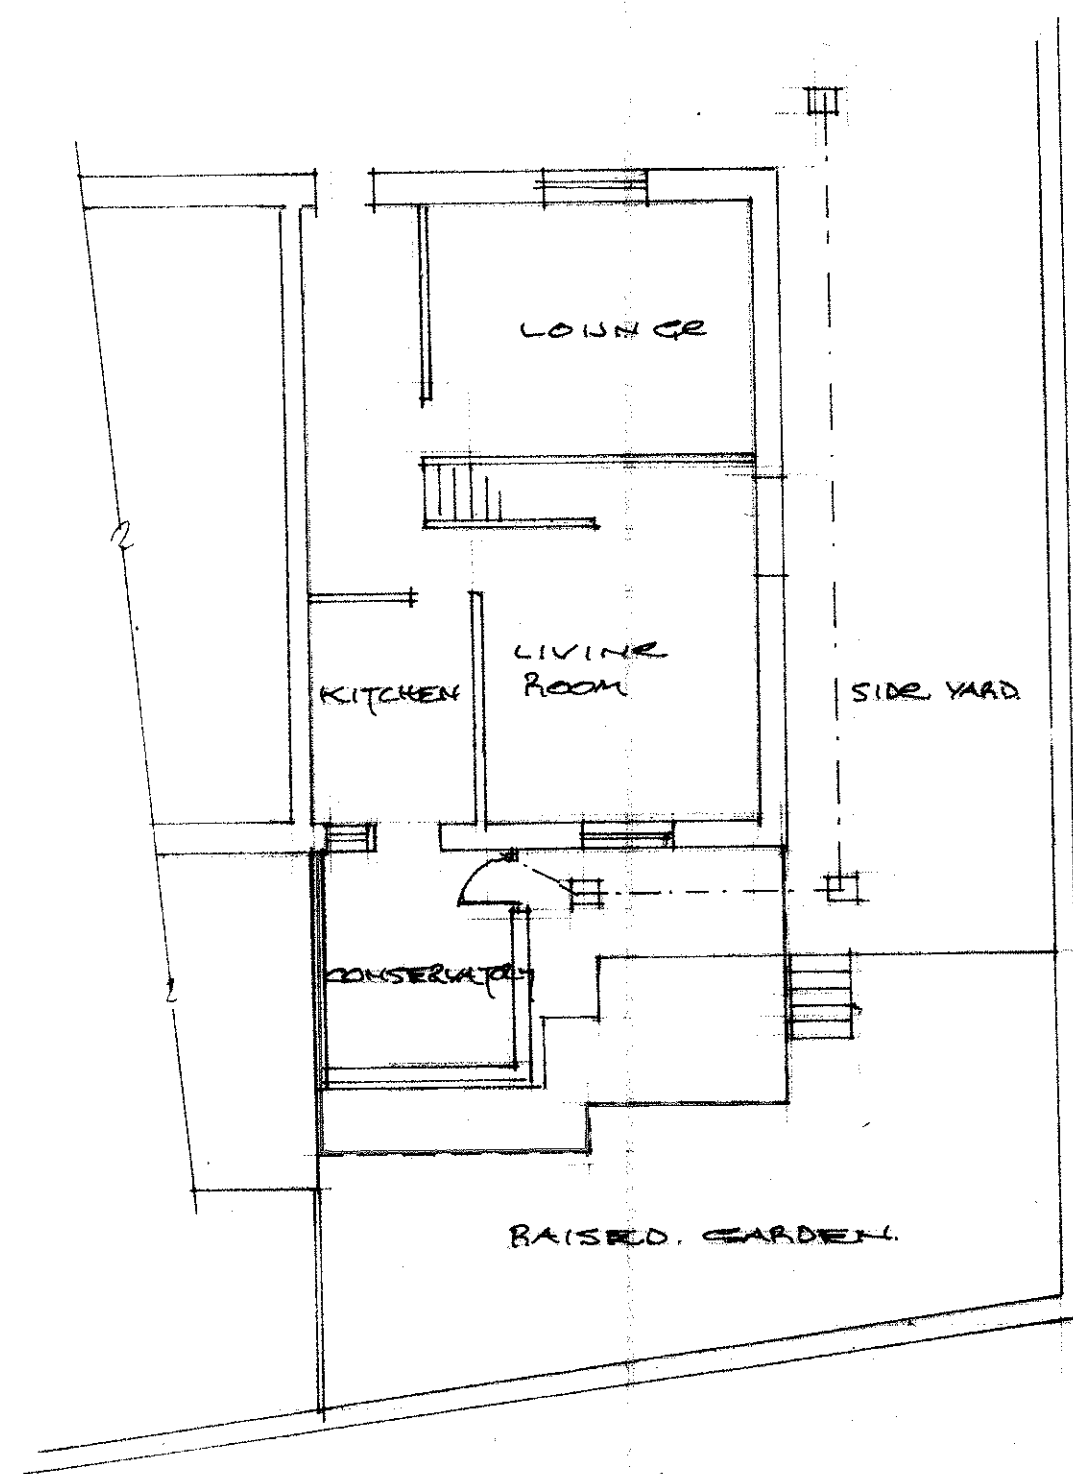 LOUNGE
LIVING
ROOM
KITCHEN
SIDE YARD.
CONSERVATORY
RAISED. GARDEN.